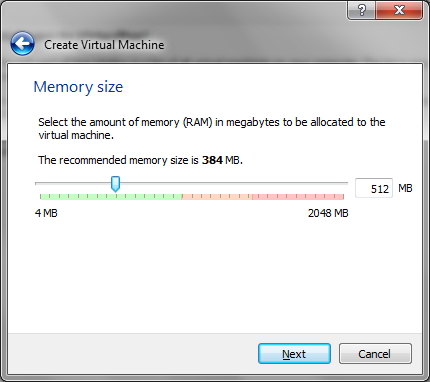 Create Virtual Machine
Memory size
Select the amount of memory (RAM) in megabytes to be allocated to the
virtual machine.
The recommended memory size is 384 MB.
512 MB
4 MB 2048 MB
Next Cancel